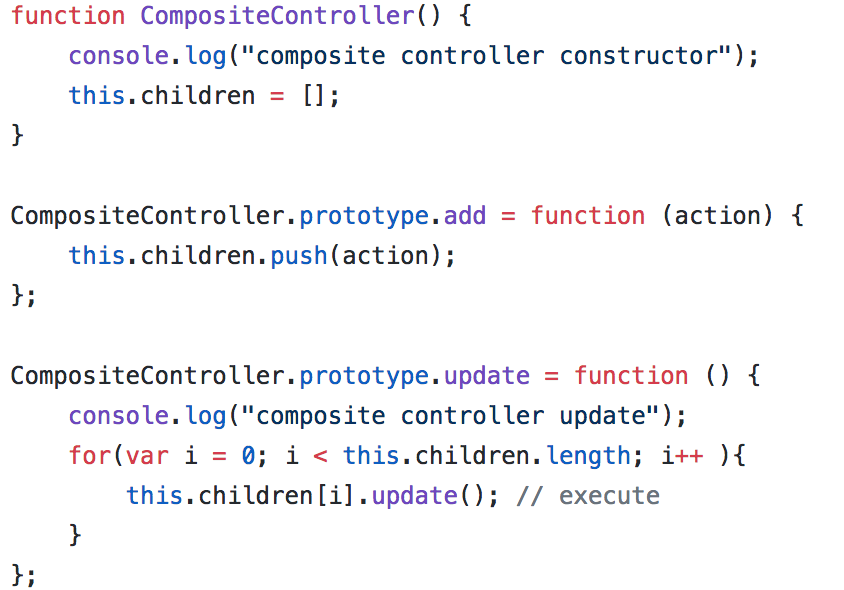 function CompositeController() {
    console.log("composite controller constructor");
    this.children = [];
}

CompositeController.prototype.add = function (action) {
    this.children.push(action);
};

CompositeController.prototype.update = function () {
    console.log("composite controller update");
    for(var i = 0; i < this.children.length; i++ ){
        this.children[i].update(); // execute
    }
};